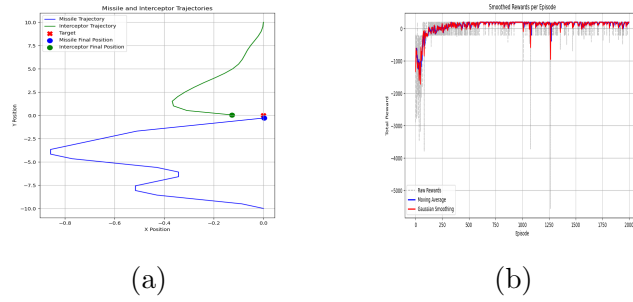 Missile and Interceptor Trajectories
Missile Trajectory
Interceptor Trajectory
Target
Missile Final Position
Interceptor Final Position
10.0
7.5
5.0
2.5
0.0
−2.5
−5.0
−7.5
−10.0
Y Position
−0.8
−0.6
−0.4
−0.2
0.0
X Position
(a)
Smoothed Rewards per Episode
0
−1000
−2000
−3000
−4000
−5000
Total Reward
Raw Rewards
Moving Average
Gaussian Smoothing
0
250
500
750
1000
1250
1500
1750
2000
Episode
(b)